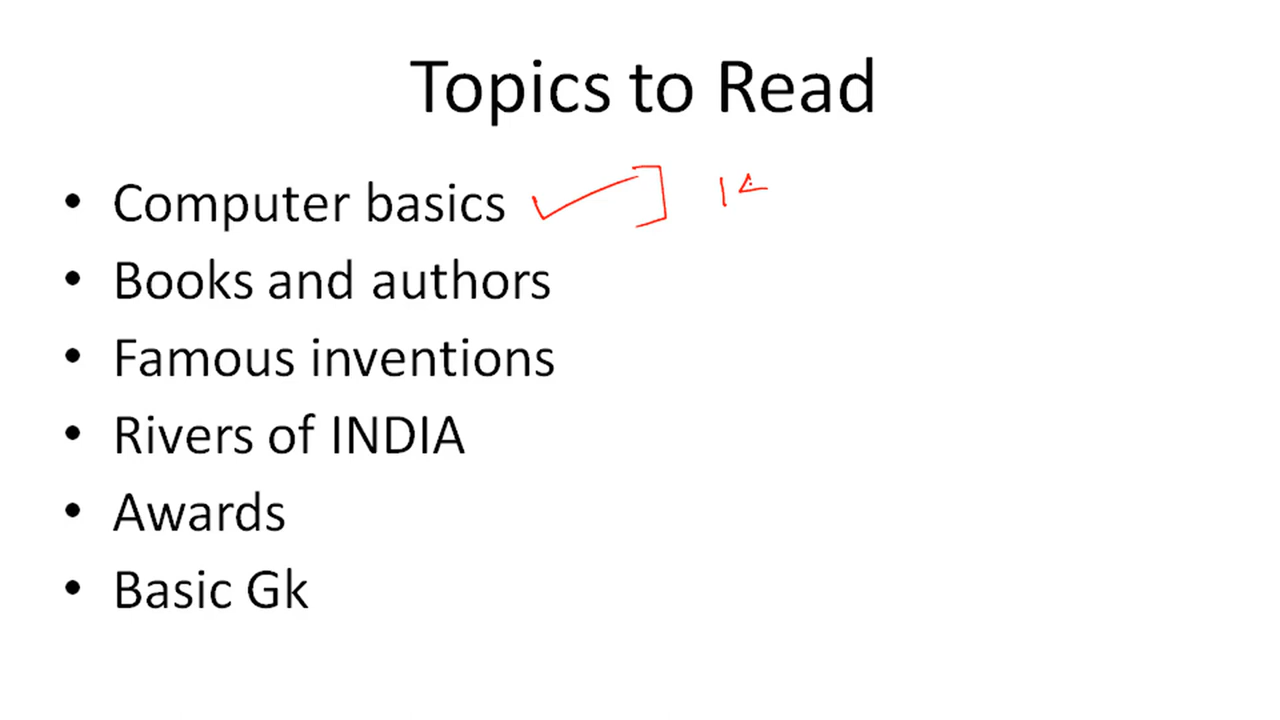 Topics to Read
• Computer basics
• Books and authors
• Famous inventions
• Rivers of INDIA
• Awards
• Basic Gk